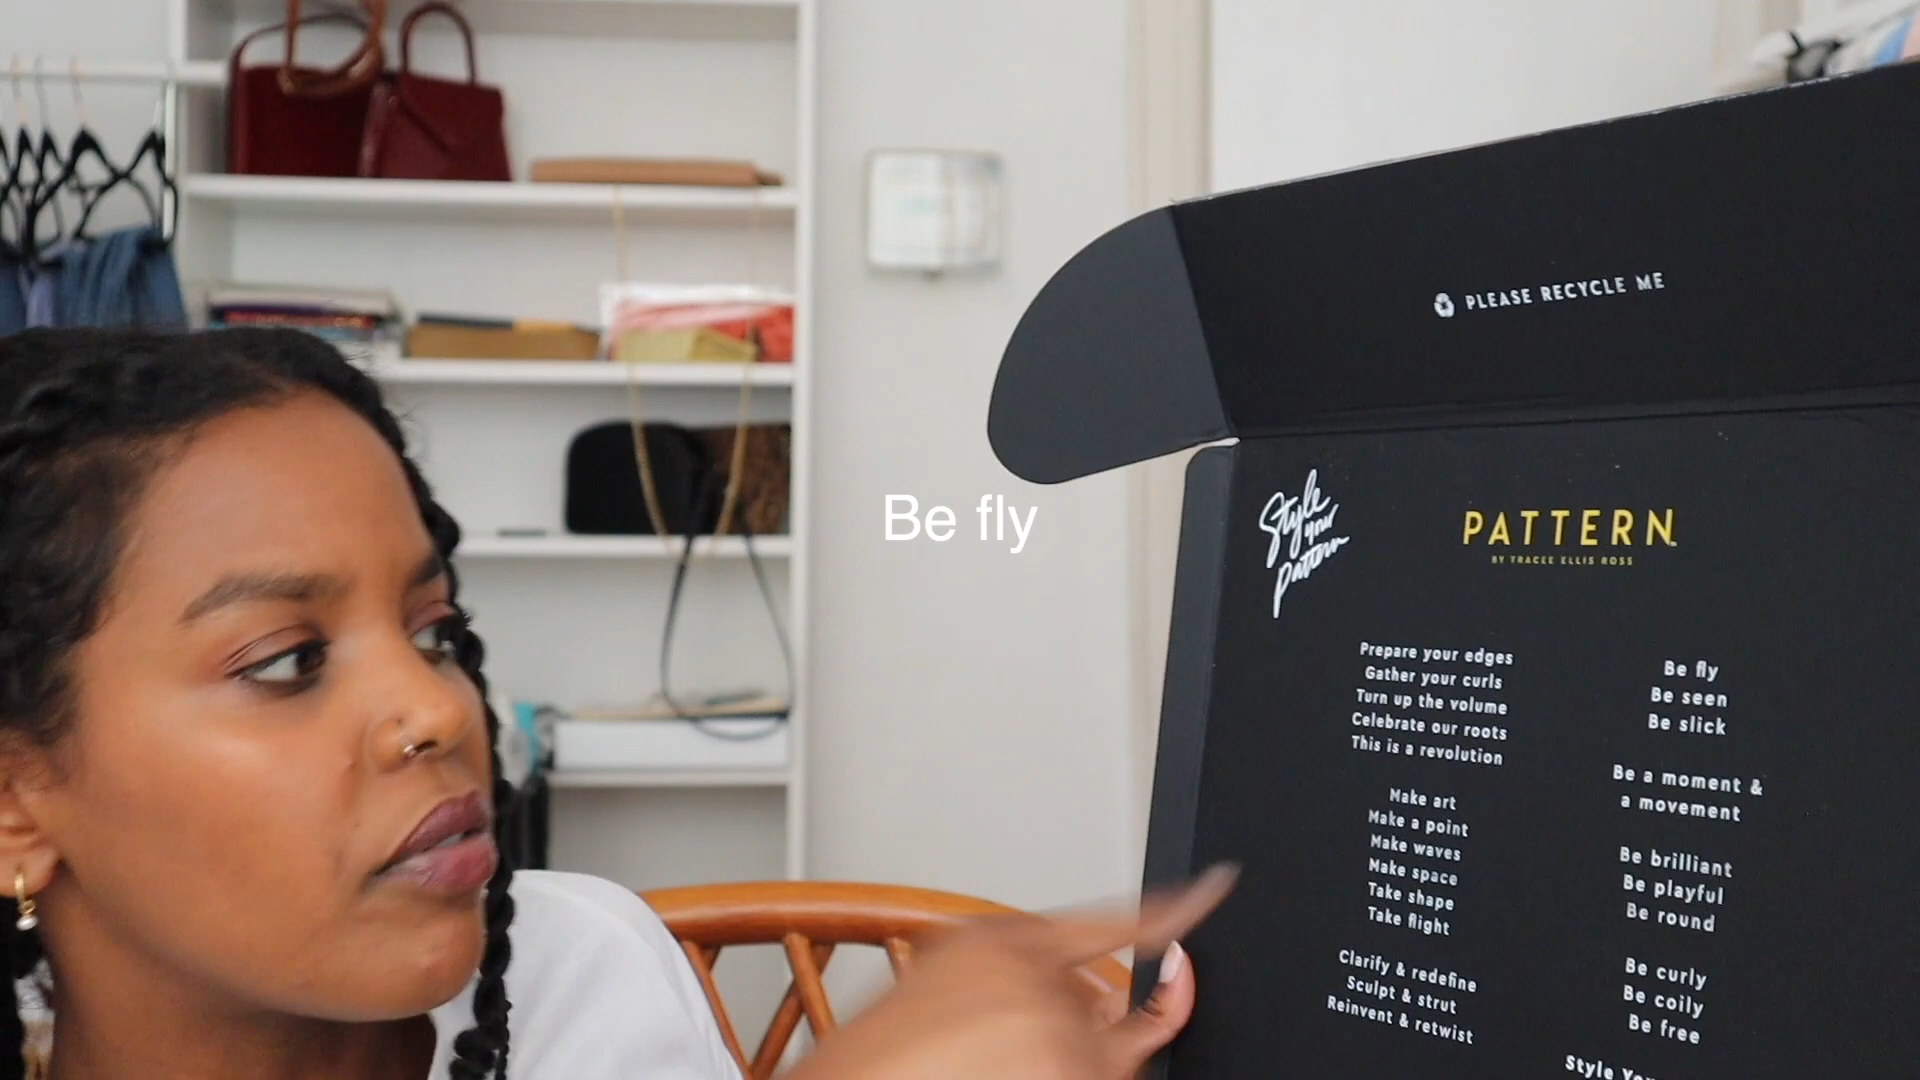 PLEASE RECYCLE ME
Style
your
pattern
PATTERN
BY TRACEE ELLIS ROSS
Be fly
Prepare your edges
Gather your curls
Turn up the volume
Celebrate our roots
This is a revolution
Make art
Make a point
Make waves
Make space
Take shape
Take flight
Clarify & redefine
Sculpt & strut
Reinvent & retwist
Be fly
Be seen
Be slick
Be a moment &
a movement
Be brilliant
Be playful
Be round
Be curly
Be coily
Be free
Style